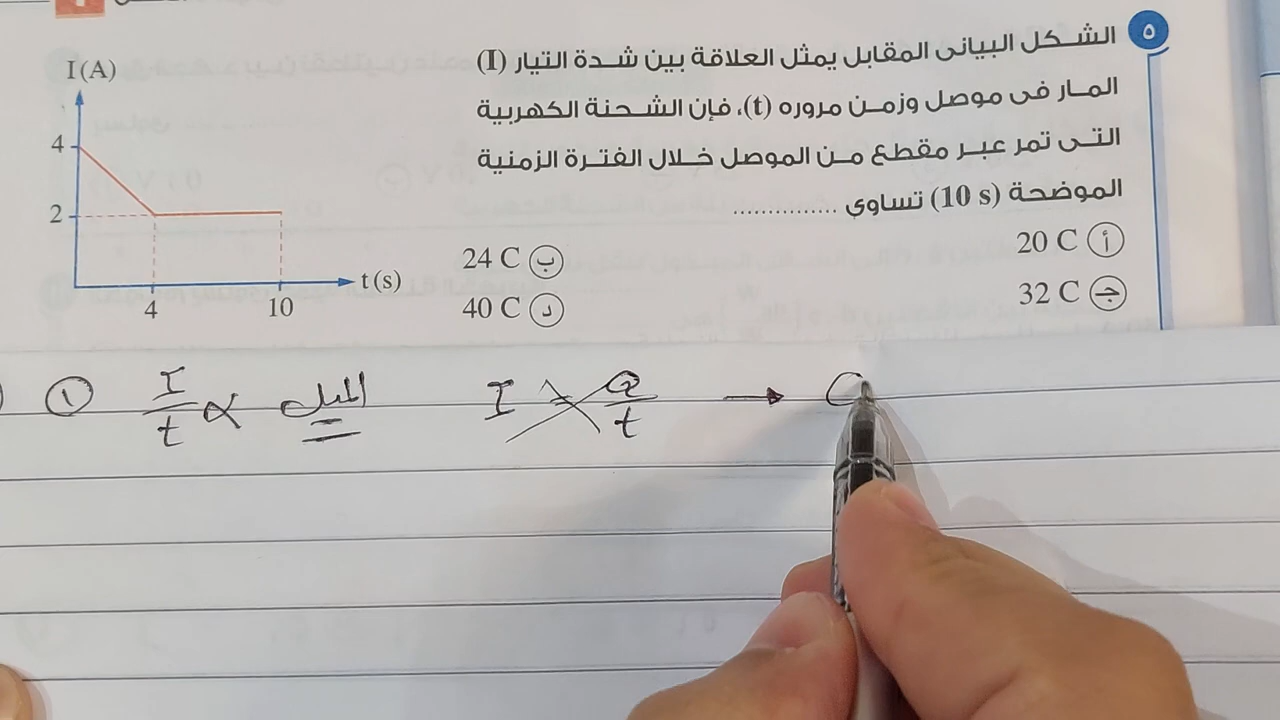 ٥ الشكل البيانى المقابل يمثل العلاقة بين شدة التيار (I)
المار فى موصل وزمن مروره (t)، فإن الشحنة الكهربية
التى تمر عبر مقطع من الموصل خلال الفترة الزمنية
الموضحة (10 s) تساوي ...............
أ 20 C ب 24 C
ج 32 C د 40 C
I (A)
4
2
4 10 t (s)
① I/t ∝ الميل I = Q/t →